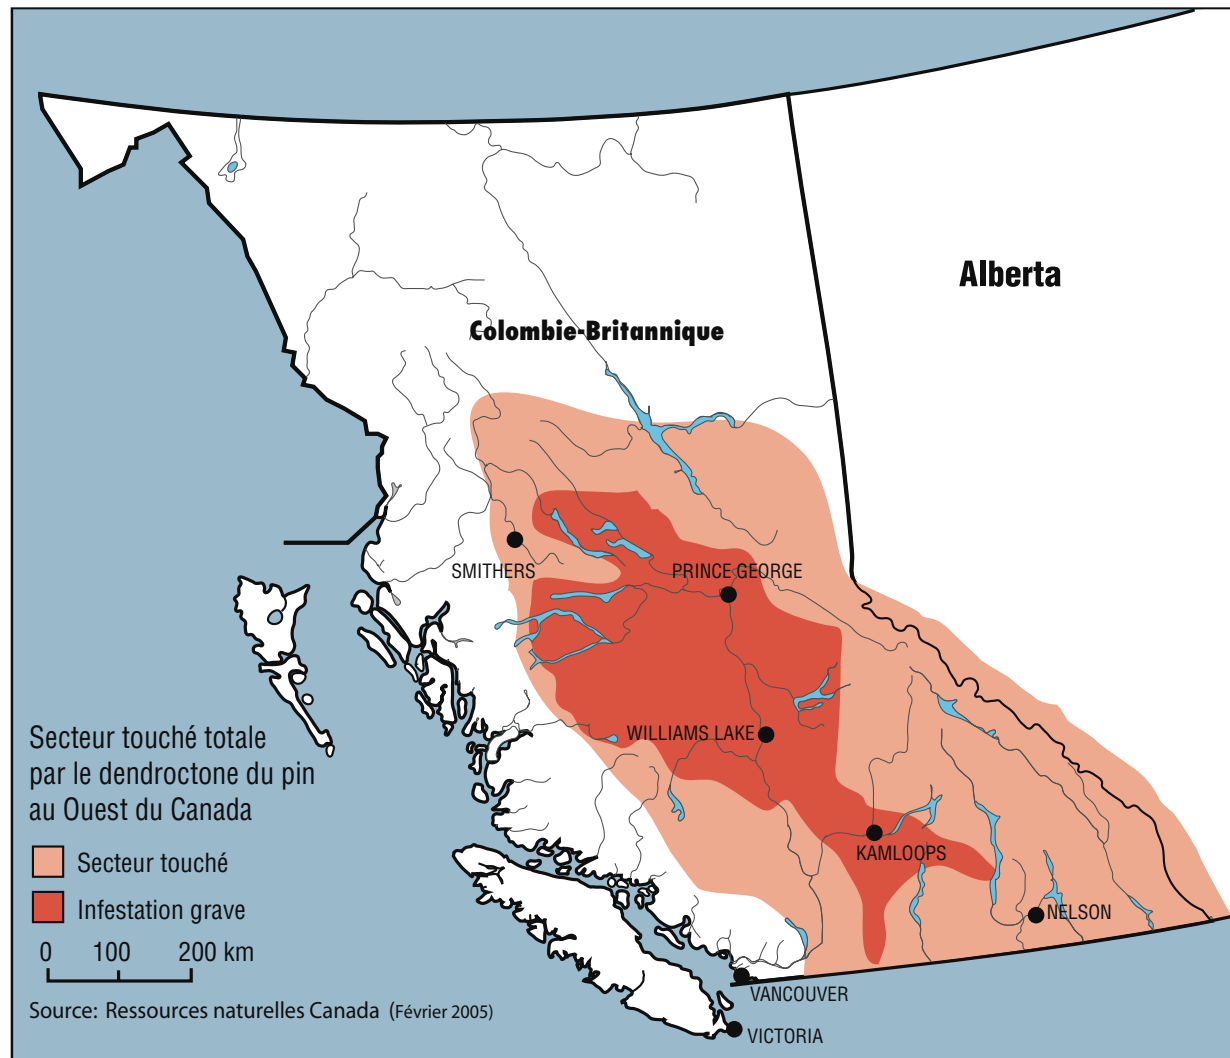 Alberta
Colombie-Britannique
SMITHERS
PRINCE GEORGE
WILLIAMS LAKE
KAMLOOPS
NELSON
VANCOUVER
VICTORIA
Secteur touché totale
par le dendroctone du pin
au Ouest du Canada
Secteur touché
Infestation grave
0 100 200 km
Source: Ressources naturelles Canada (Février 2005)